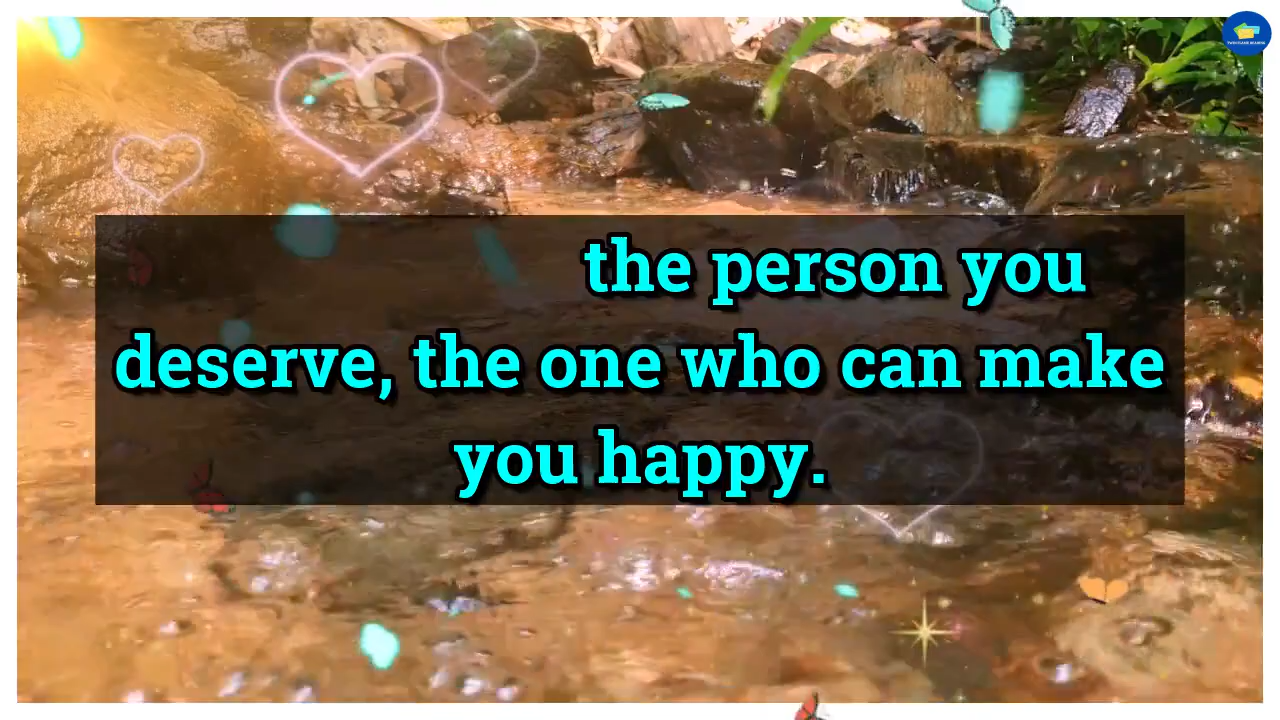 the person you
deserve, the one who can make
you happy.